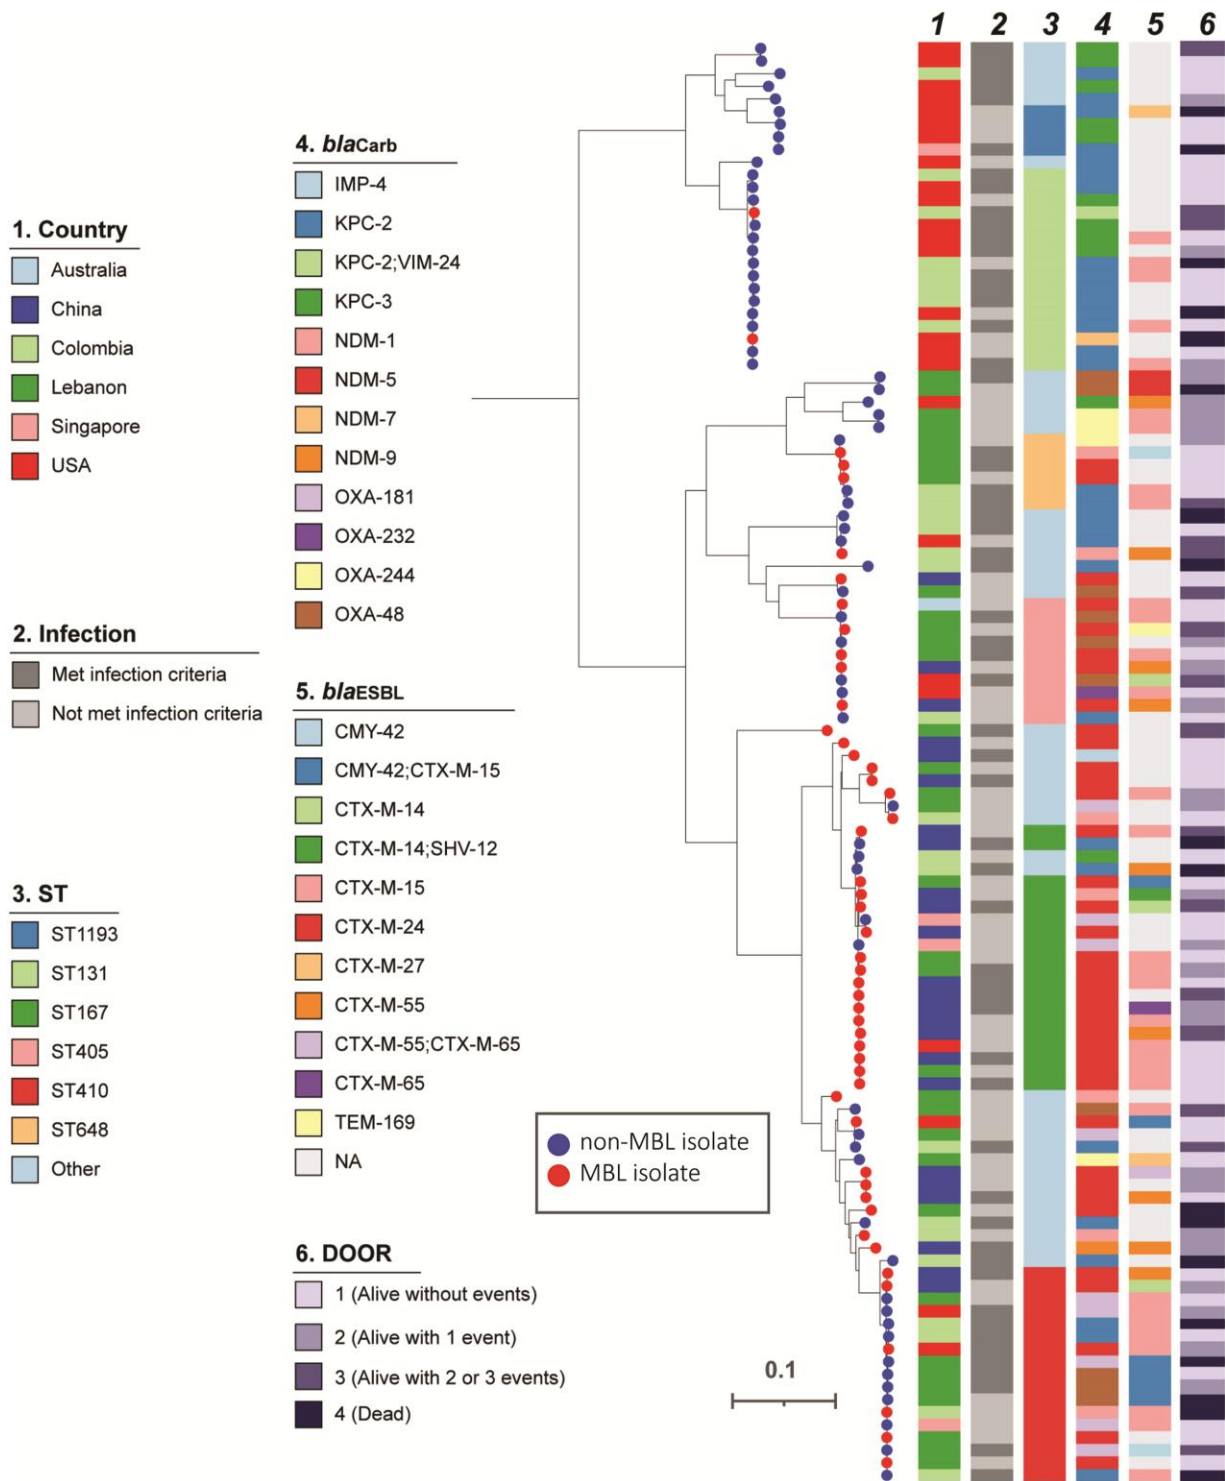 1 2 3 4 5 6
1. Country
Australia
China
Colombia
Lebanon
Singapore
USA
2. Infection
Met infection criteria
Not met infection criteria
3. ST
ST1193
ST131
ST167
ST405
ST410
ST648
Other
4. blaCarb
IMP-4
KPC-2
KPC-2;VIM-24
KPC-3
NDM-1
NDM-5
NDM-7
NDM-9
OXA-181
OXA-232
OXA-244
OXA-48
5. blaESBL
CMY-42
CMY-42;CTX-M-15
CTX-M-14
CTX-M-14;SHV-12
CTX-M-15
CTX-M-24
CTX-M-27
CTX-M-55
CTX-M-55;CTX-M-65
CTX-M-65
TEM-169
NA
6. DOOR
1 (Alive without events)
2 (Alive with 1 event)
3 (Alive with 2 or 3 events)
4 (Dead)
non-MBL isolate
MBL isolate
0.1